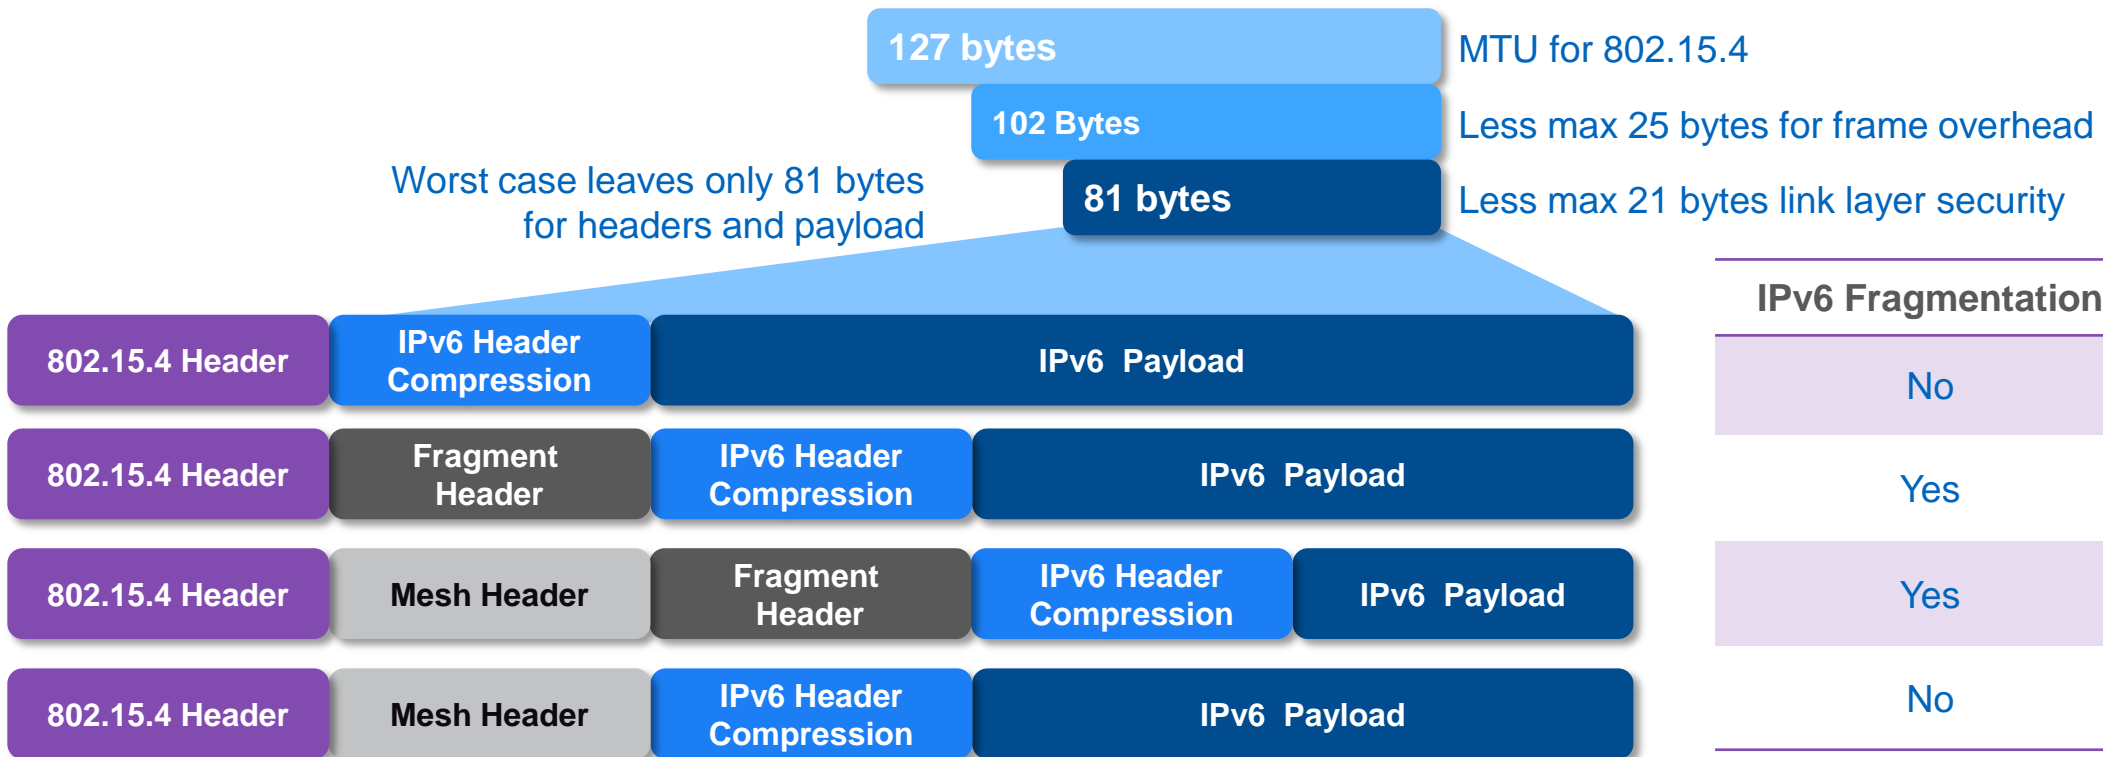 127 bytes
MTU for 802.15.4
102 Bytes
Less max 25 bytes for frame overhead
Worst case leaves only 81 bytes
for headers and payload
81 bytes
Less max 21 bytes link layer security
IPv6 Fragmentation
802.15.4 Header
IPv6 Header
Compression
IPv6 Payload
No
802.15.4 Header
Fragment
Header
IPv6 Header
Compression
IPv6 Payload
Yes
802.15.4 Header
Mesh Header
Fragment
Header
IPv6 Header
Compression
IPv6 Payload
Yes
802.15.4 Header
Mesh Header
IPv6 Header
Compression
IPv6 Payload
No